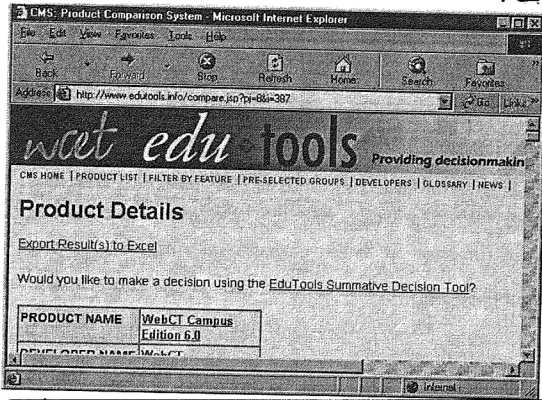 CMS: Product Comparison System - Microsoft Internet Explorer
File Edit View Favorites Tools Help
Back Forward Stop Refresh Home Search Favorites
Address http://www.edutools.info/compare.jsp?pj=8&i=387 Go Links
wcet edu tools Providing decisionmakin
CMS HOME | PRODUCT LIST | FILTER BY FEATURE | PRE-SELECTED GROUPS | DEVELOPERS | GLOSSARY | NEWS |
Product Details
Export Result(s) to Excel
Would you like to make a decision using the EduTools Summative Decision Tool?
PRODUCT NAME WebCT Campus
Edition 6.0
DEVELOPER NAME WebCT
Internet